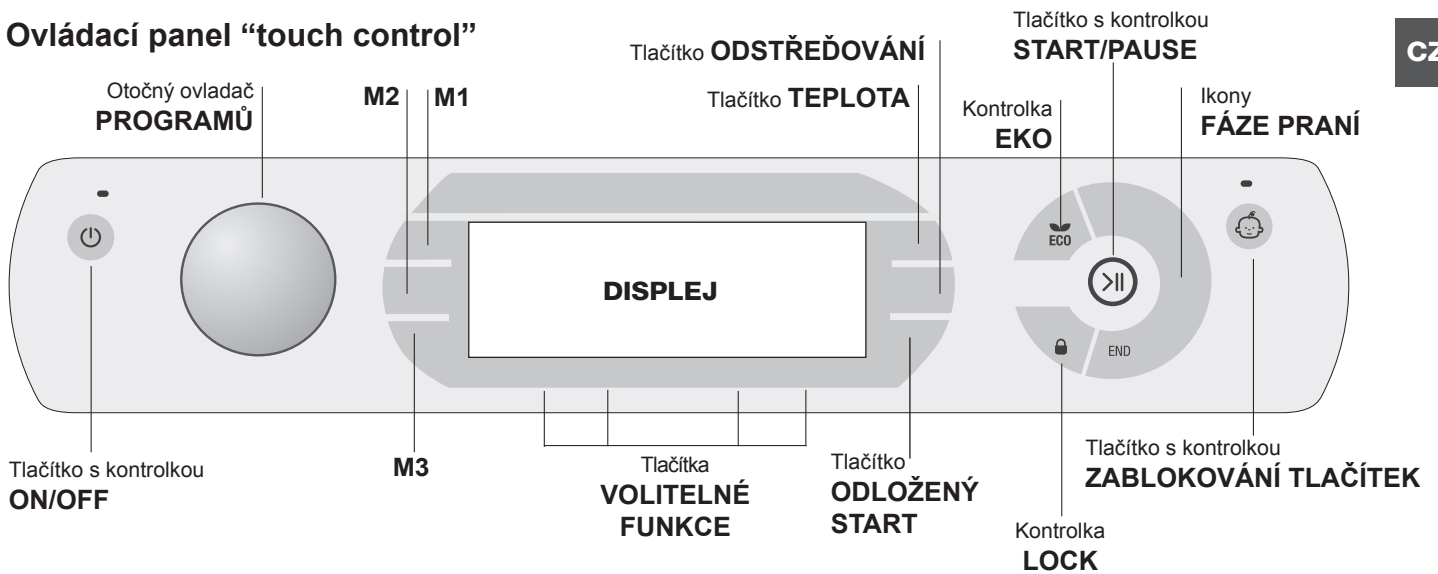 Ovládací panel “touch control”
CZ
Otočný ovladač
PROGRAMŮ
M2
M1
Tlačítko ODSTŘEĎOVÁNÍ
Tlačítko TEPLOTA
Tlačítko s kontrolkou
START/PAUSE
Kontrolka
EKO
Ikony
FÁZE PRANÍ
DISPLEJ
ECO
END
Tlačítko s kontrolkou
ON/OFF
M3
Tlačítka
VOLITELNÉ
FUNKCE
Tlačítko
ODLOŽENÝ
START
Tlačítko s kontrolkou
ZABLOKOVÁNÍ TLAČÍTEK
Kontrolka
LOCK